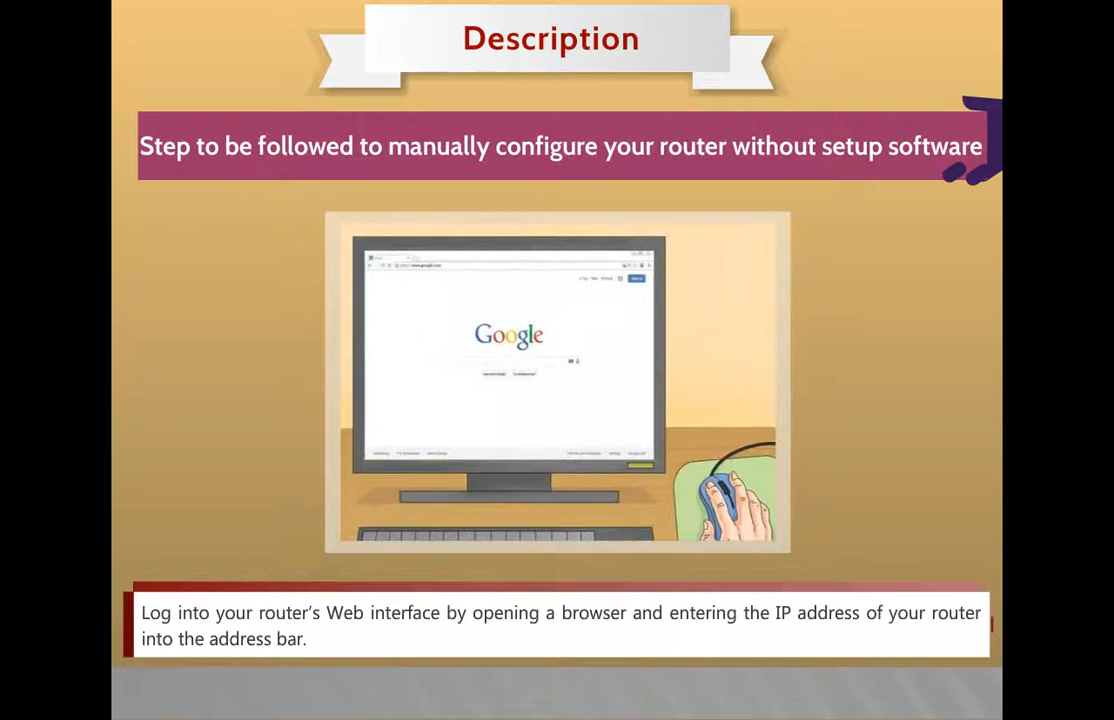 Description
Step to be followed to manually configure your router without setup software
Google
Log into your router's Web interface by opening a browser and entering the IP address of your router
into the address bar.